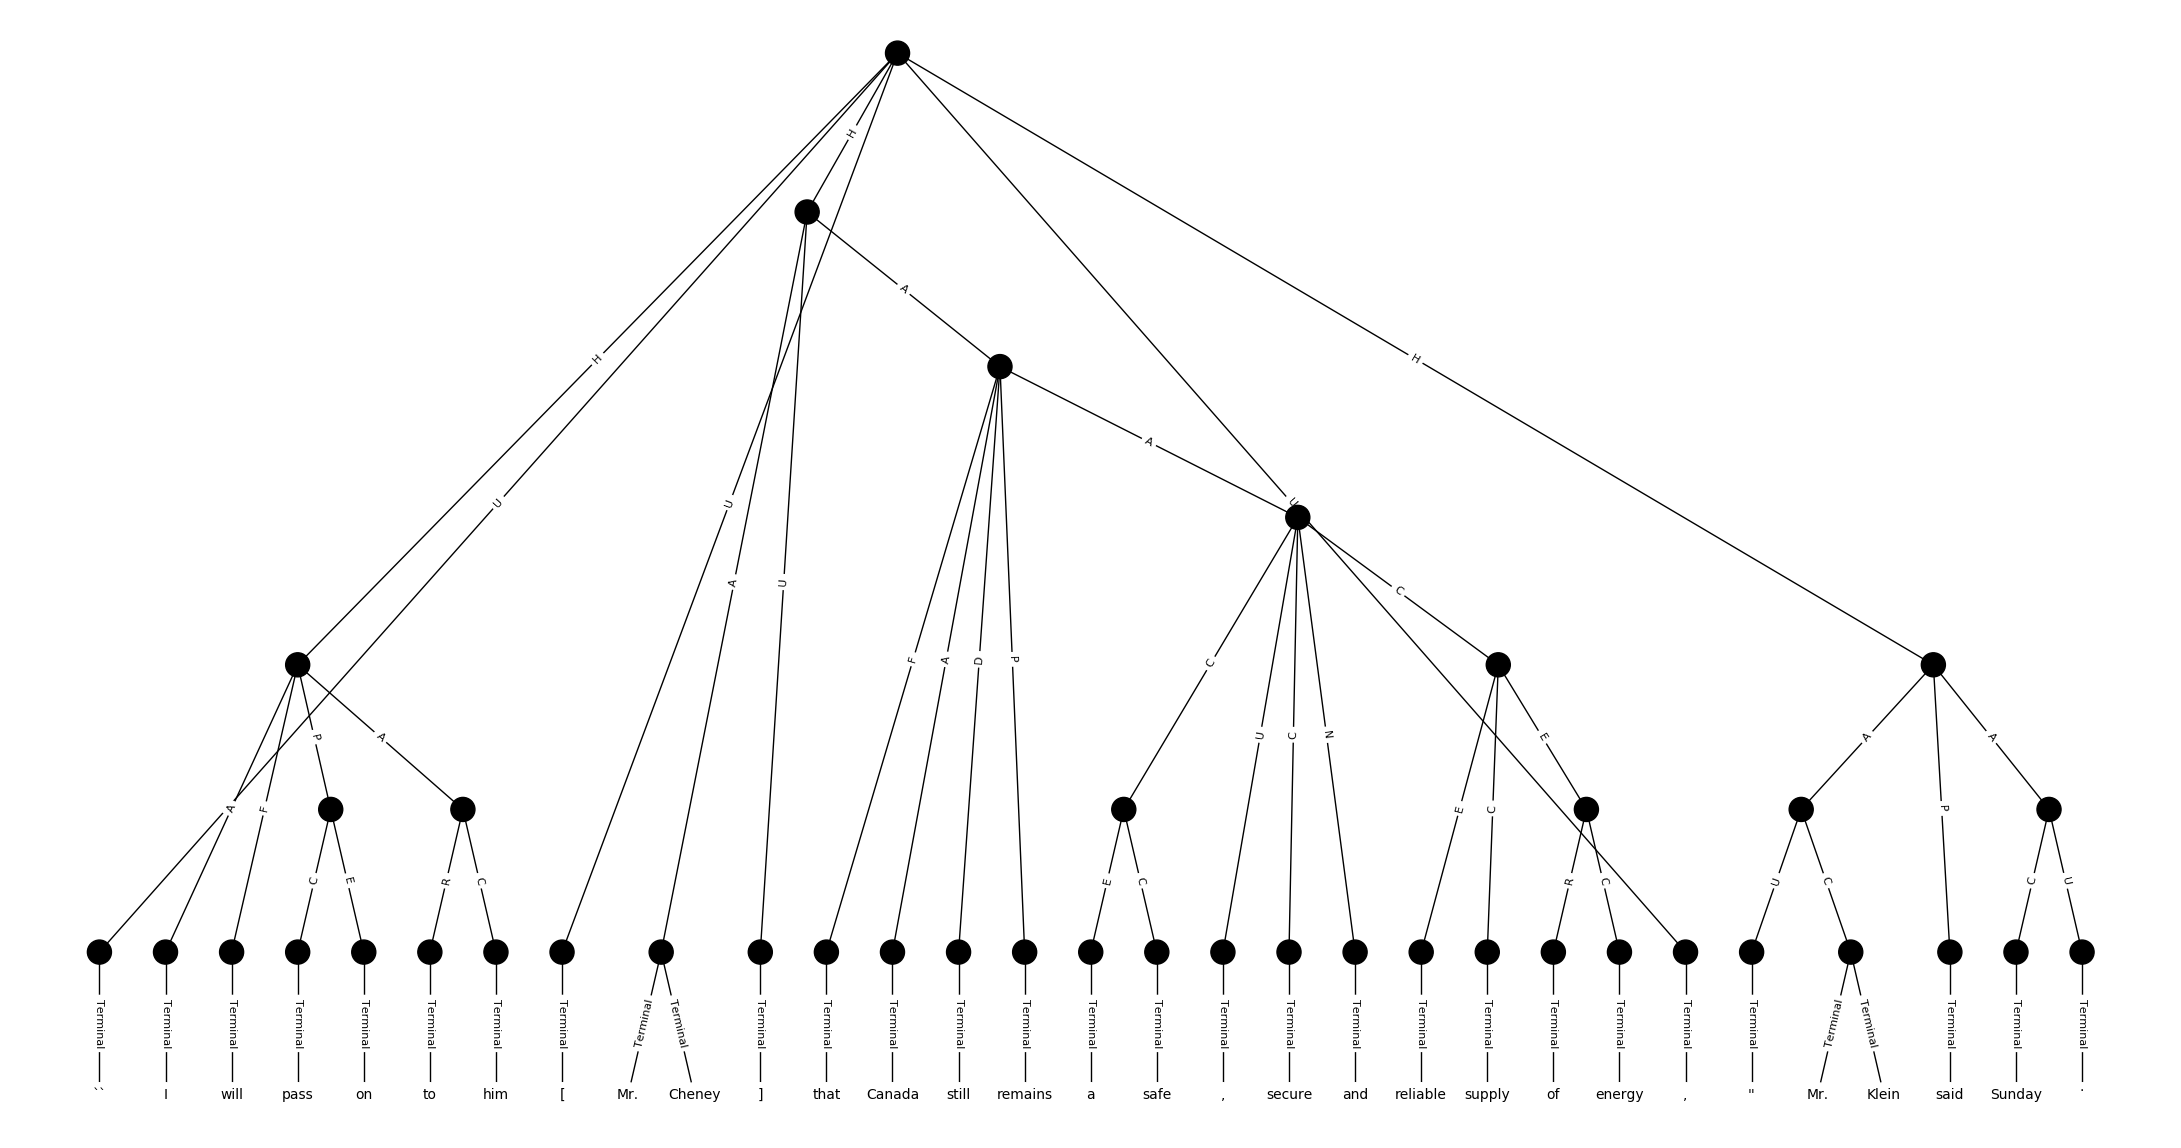 H
A
H
H
A
U
U
U
A
U
C
F
A
D
P
C
P
A
U
C
N
E
A
A
A
F
E
C
P
C
E
R
C
E
C
R
C
U
C
C
U
Terminal Terminal Terminal Terminal Terminal Terminal Terminal Terminal Terminal Terminal Terminal Terminal Terminal Terminal Terminal Terminal Terminal Terminal Terminal Terminal Terminal Terminal Terminal Terminal Terminal Terminal Terminal Terminal Terminal Terminal Terminal
`` I will pass on to him [ Mr. Cheney ] that Canada still remains a safe , secure and reliable supply of energy , " Mr. Klein said Sunday .